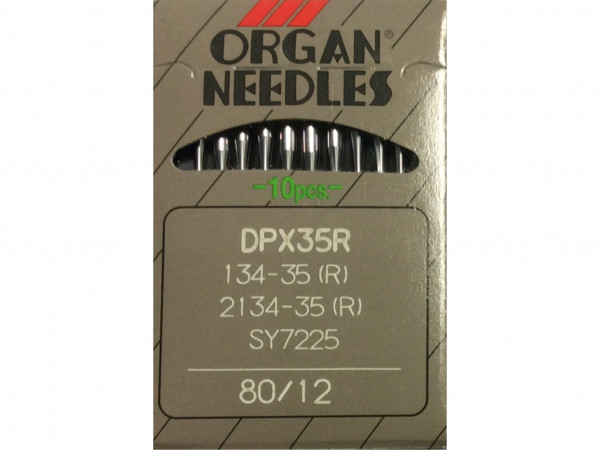 ORGAN®
NEEDLES
-10pcs-
DPX35R
134-35 (R)
2134-35 (R)
SY7225
80/12